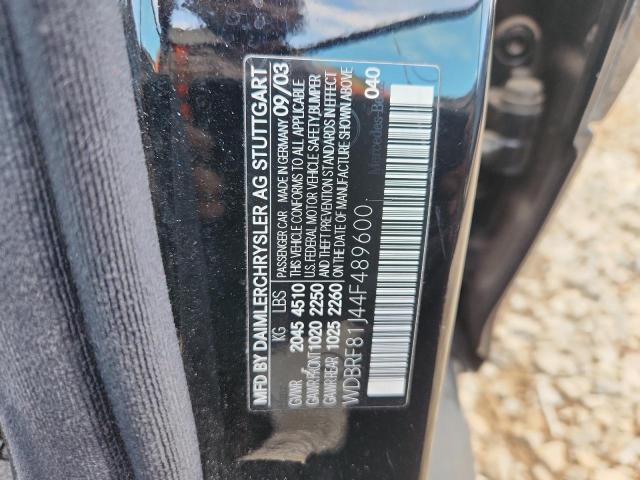 MFD BY DAIMLERCHRYSLER AG STUTTGART
KG LBS PASSENGER CAR MADE IN GERMANY 09/03
GVWR 2045 4510 THIS VEHICLE CONFORMS TO ALL APPLICABLE
GAWR FRONT 1020 2250 U.S. FEDERAL MOTOR VEHICLE SAFETY, BUMPER
GAWR REAR 1025 2260 AND THEFT PREVENTION STANDARDS IN EFFECT
ON THE DATE OF MANUFACTURE SHOWN ABOVE
WDBRF81J44F489600
040
Mercedes-Benz